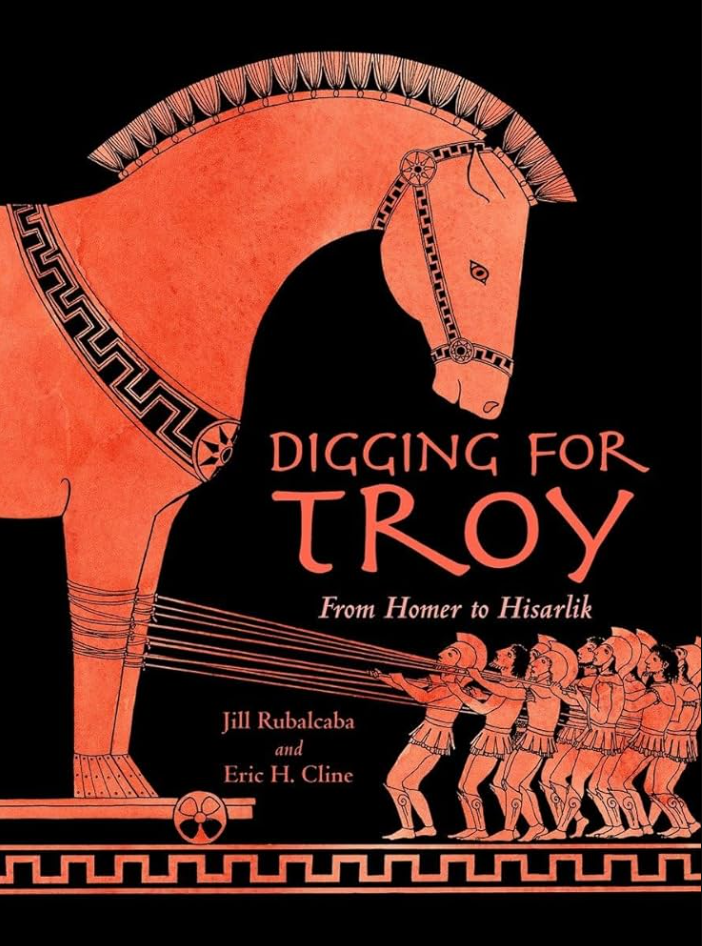 DIGGING FOR
TROY
From Homer to Hisarlik
Jill Rubalcaba
and
Eric H. Cline